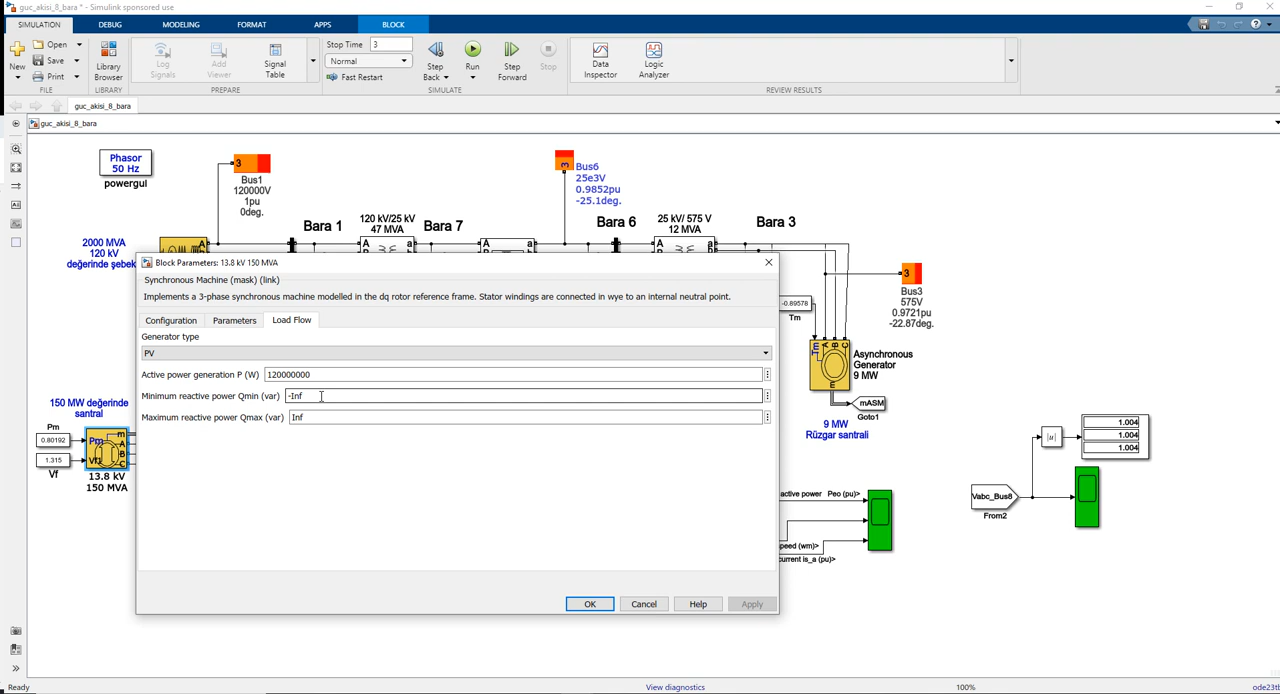 guc_akisi_8_bara * - Simulink sponsored use
SIMULATION DEBUG MODELING FORMAT APPS BLOCK
New
Open
Save
Print
FILE
Library Browser
LIBRARY
Log Signals
Add Viewer
Signal Table
PREPARE
Stop Time 3
Normal
Fast Restart
Step Back
Run
Step Forward
Stop
SIMULATE
Data Inspector
Logic Analyzer
REVIEW RESULTS
guc_akisi_8_bara
guc_akisi_8_bara
Phasor
50 Hz
powergui
3
Bus1
120000V
1pu
0deg.
3
Bus6
25e3V
0.9852pu
-25.1deg.
Bara 1
120 kV/25 kV
47 MVA
Bara 7
Bara 6
25 kV/ 575 V
12 MVA
Bara 3
2000 MVA
120 kV
değerinde şebek
A
A
a
A
a
A
a
B
b
B
b
3
Bus3
575V
0.9721pu
-22.87deg.
Block Parameters: 13.8 kV 150 MVA
Synchronous Machine (mask) (link)
Implements a 3-phase synchronous machine modelled in the dq rotor reference frame. Stator windings are connected in wye to an internal neutral point.
Configuration Parameters Load Flow
Generator type
PV
Active power generation P (W) 120000000
Minimum reactive power Qmin (var) -Inf
Maximum reactive power Qmax (var) Inf
OK Cancel Help Apply
-0.89578
Tm
Tm
A
B
C
m
Asynchronous
Generator
9 MW
mASM
Goto1
9 MW
Rüzgar santrali
150 MW değerinde
santral
Pm
0.80192
1.315
Vf
Pm
m
A
B
C
13.8 kV
150 MVA
active power Peo (pu)>
speed (wm)>
current is_a (pu)>
Vabc_Bus8
From2
|u|
1.004
1.004
1.004
Ready
View diagnostics
100%
ode23tb